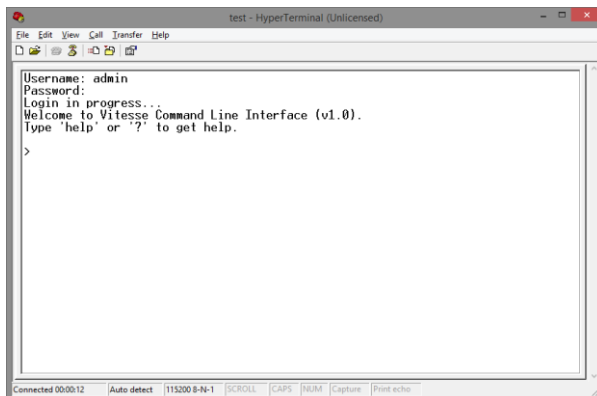 test - HyperTerminal (Unlicensed)
File Edit View Call Transfer Help
Username: admin
Password:
Login in progress...
Welcome to Vitesse Command Line Interface (v1.0).
Type 'help' or '?' to get help.
>
Connected 00:00:12 Auto detect 115200 8-N-1 SCROLL CAPS NUM Capture Print echo